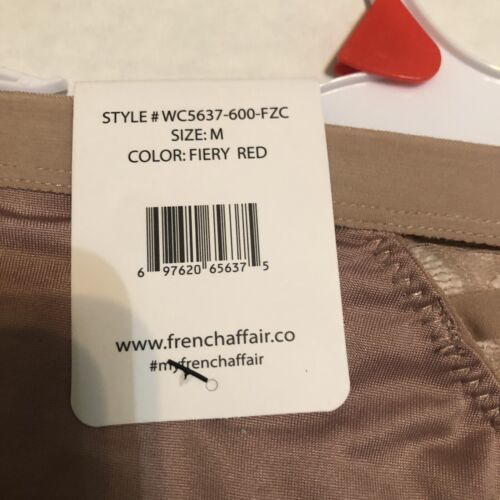 STYLE # WC5637-600-FZC
SIZE: M
COLOR: FIERY RED
6 97620 65637 5
www.frenchaffair.co
#myfrenchaffair